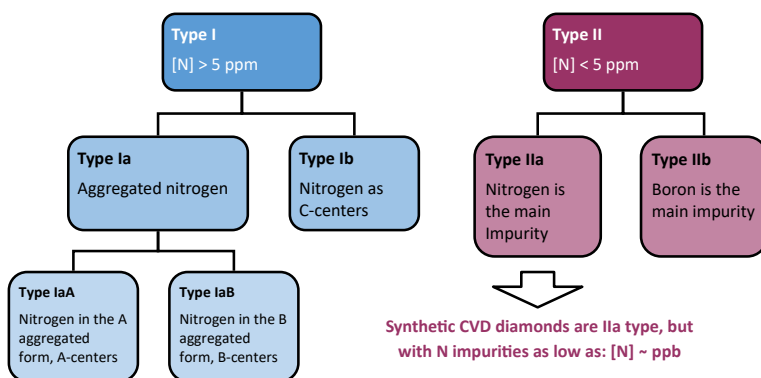 Type I
[N] > 5 ppm
Type II
[N] < 5 ppm
Type Ia
Aggregated nitrogen
Type Ib
Nitrogen as
C-centers
Type IIa
Nitrogen is
the main
Impurity
Type IIb
Boron is the
main impurity
Type IaA
Nitrogen in the A
aggregated
form, A-centers
Type IaB
Nitrogen in the B
aggregated
form, B-centers
Synthetic CVD diamonds are IIa type, but
with N impurities as low as: [N] ~ ppb